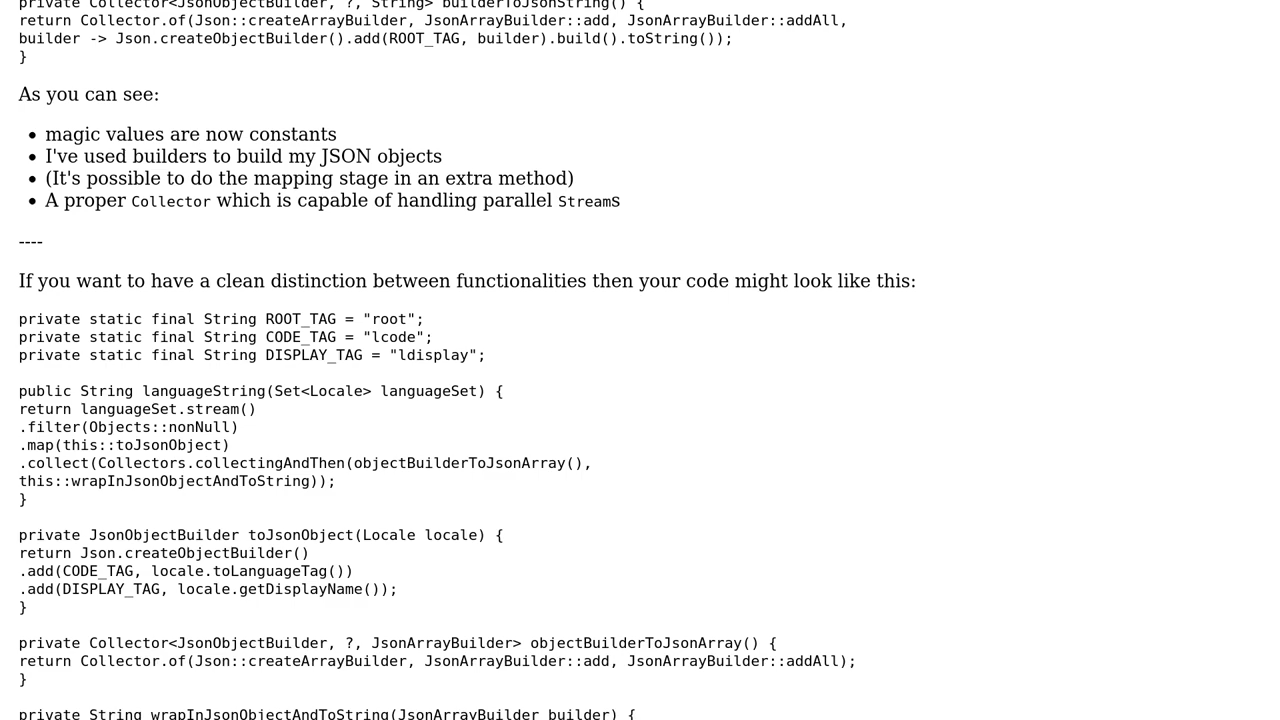 private Collector<JsonObjectBuilder, ?, String> builderToJsonString() {
return Collector.of(Json::createArrayBuilder, JsonArrayBuilder::add, JsonArrayBuilder::addAll,
builder -> Json.createObjectBuilder().add(ROOT_TAG, builder).build().toString());
}
As you can see:
• magic values are now constants
• I've used builders to build my JSON objects
• (It's possible to do the mapping stage in an extra method)
• A proper Collector which is capable of handling parallel Streams
----
If you want to have a clean distinction between functionalities then your code might look like this:
private static final String ROOT_TAG = "root";
private static final String CODE_TAG = "lcode";
private static final String DISPLAY_TAG = "ldisplay";
public String languageString(Set<Locale> languageSet) {
return languageSet.stream()
.filter(Objects::nonNull)
.map(this::toJsonObject)
.collect(Collectors.collectingAndThen(objectBuilderToJsonArray(),
this::wrapInJsonObjectAndToString));
}
private JsonObjectBuilder toJsonObject(Locale locale) {
return Json.createObjectBuilder()
.add(CODE_TAG, locale.toLanguageTag())
.add(DISPLAY_TAG, locale.getDisplayName());
}
private Collector<JsonObjectBuilder, ?, JsonArrayBuilder> objectBuilderToJsonArray() {
return Collector.of(Json::createArrayBuilder, JsonArrayBuilder::add, JsonArrayBuilder::addAll);
}
private String wrapInJsonObjectAndToString(JsonArrayBuilder builder) {